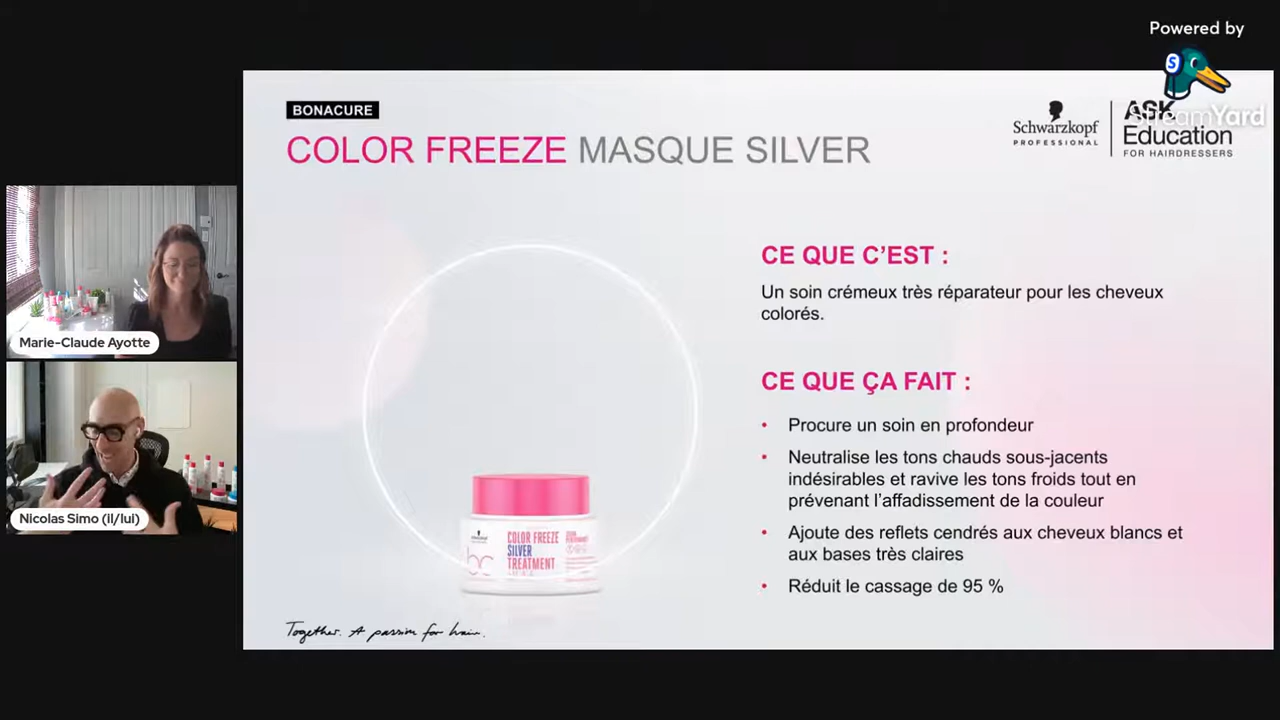 Powered by
StreamYard
BONACURE
COLOR FREEZE MASQUE SILVER
Schwarzkopf
PROFESSIONAL
ASK
Education
FOR HAIRDRESSERS
Marie-Claude Ayotte
Nicolas Simo (il/lui)
CE QUE C’EST :
Un soin crémeux très réparateur pour les cheveux
colorés.
CE QUE ÇA FAIT :
• Procure un soin en profondeur
• Neutralise les tons chauds sous-jacents
indésirables et ravive les tons froids tout en
prévenant l’affadissement de la couleur
• Ajoute des reflets cendrés aux cheveux blancs et
aux bases très claires
• Réduit le cassage de 95 %
bc
COLOR FREEZE
SILVER
TREATMENT
Together. A passion for hair.